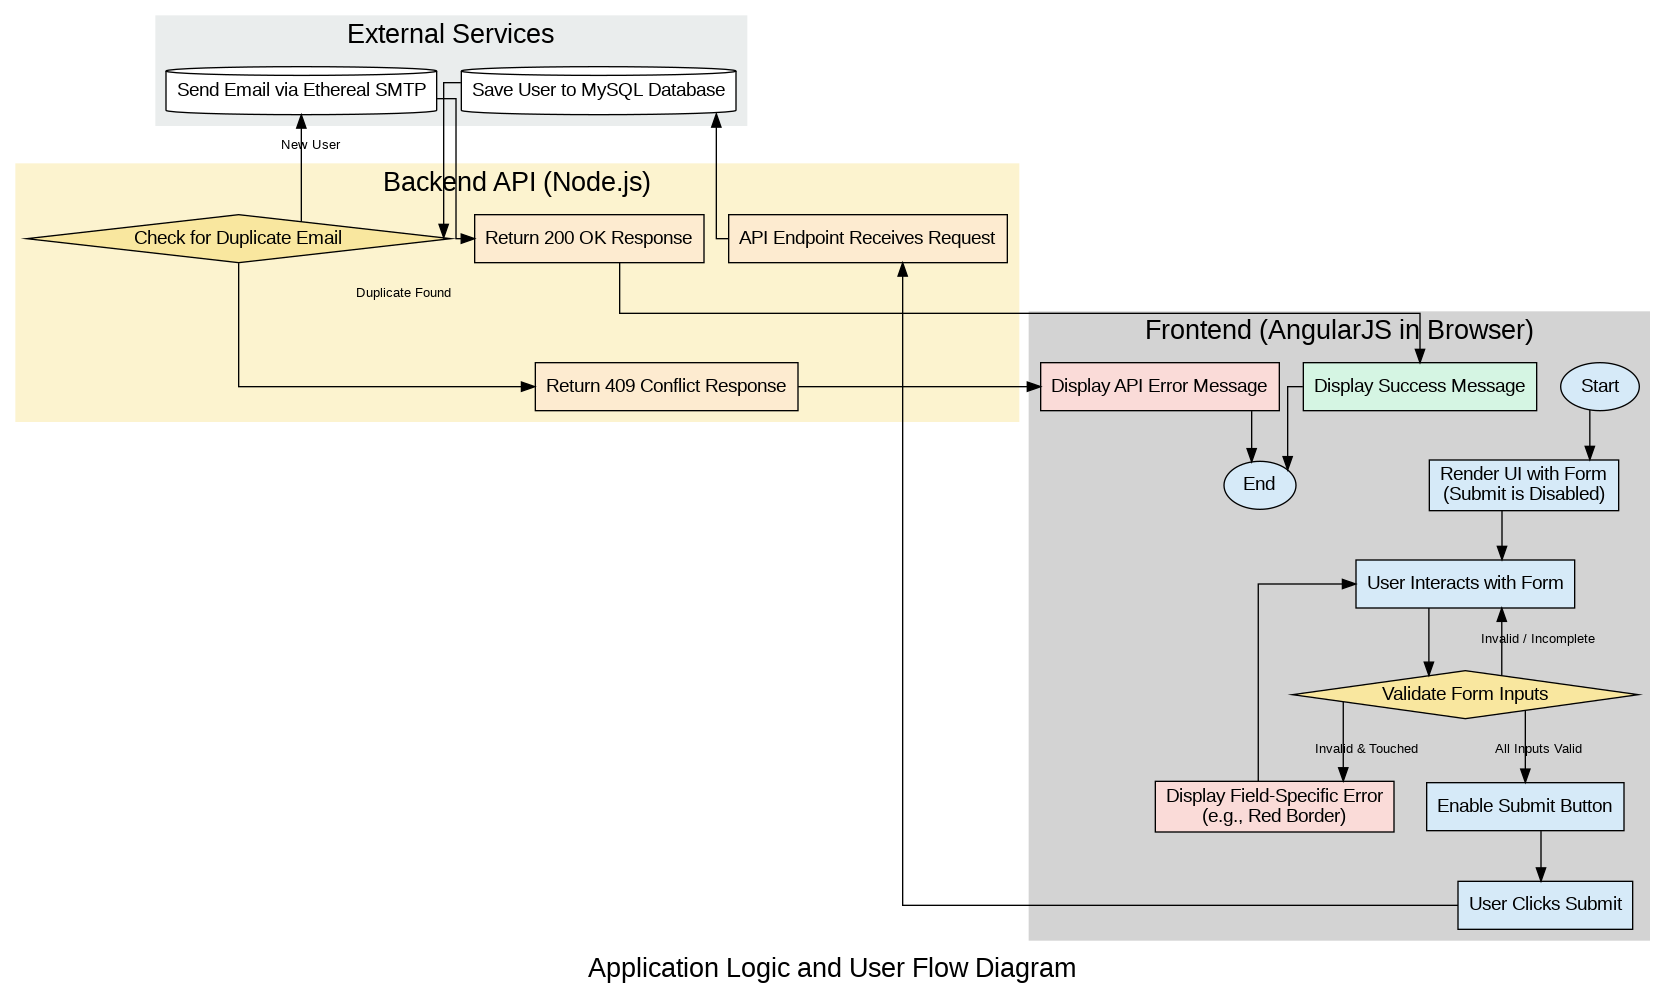 External Services
Send Email via Ethereal SMTP
Save User to MySQL Database
New User
Backend API (Node.js)
Check for Duplicate Email
Return 200 OK Response
API Endpoint Receives Request
Duplicate Found
Return 409 Conflict Response
Frontend (AngularJS in Browser)
Display API Error Message
Display Success Message
Start
End
Render UI with Form
(Submit is Disabled)
User Interacts with Form
Invalid / Incomplete
Validate Form Inputs
Invalid & Touched
All Inputs Valid
Display Field-Specific Error
(e.g., Red Border)
Enable Submit Button
User Clicks Submit
Application Logic and User Flow Diagram